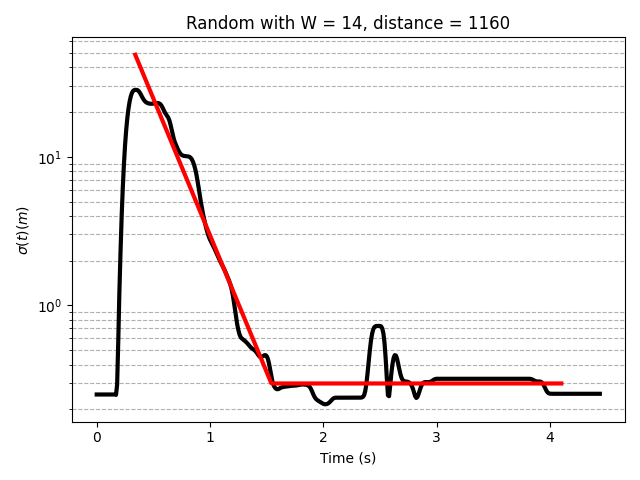 Random with W = 14, distance = 1160
σ(t)(m)
10¹
10⁰
0 1 2 3 4
Time (s)